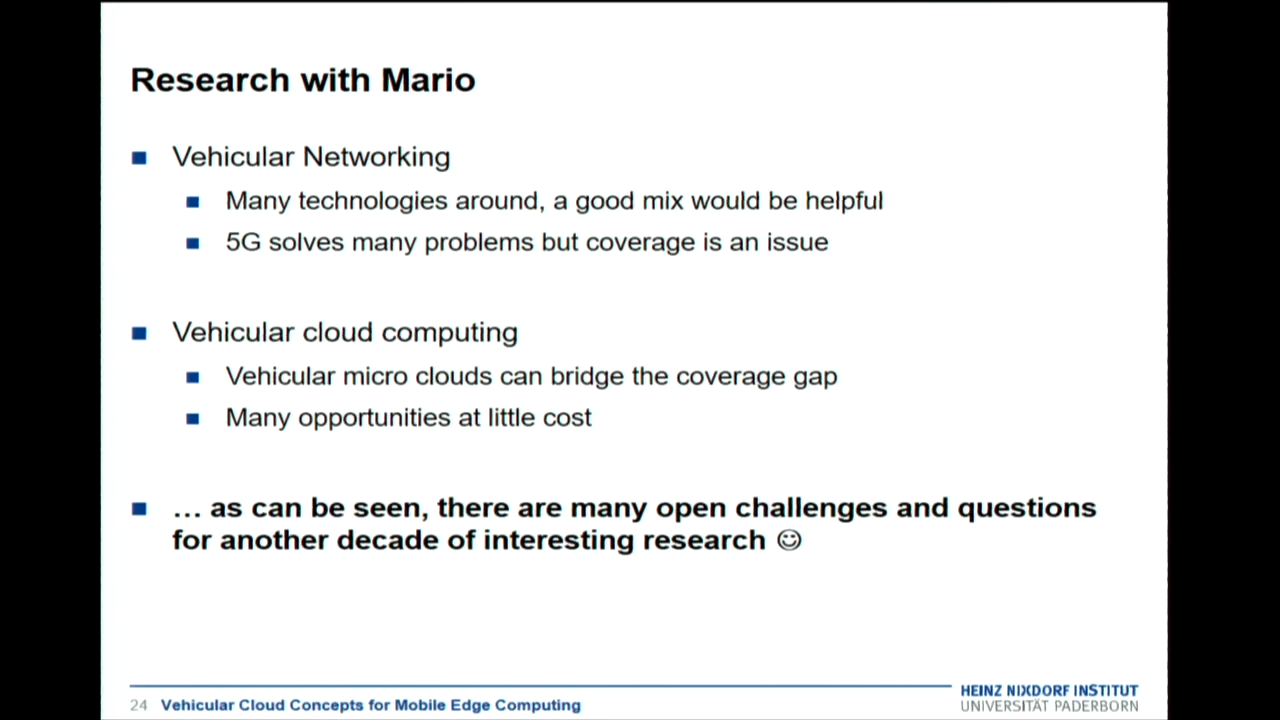 Research with Mario
Vehicular Networking
Many technologies around, a good mix would be helpful
5G solves many problems but coverage is an issue
Vehicular cloud computing
Vehicular micro clouds can bridge the coverage gap
Many opportunities at little cost
… as can be seen, there are many open challenges and questions
for another decade of interesting research ☺
24 Vehicular Cloud Concepts for Mobile Edge Computing
HEINZ NIXDORF INSTITUT
UNIVERSITÄT PADERBORN